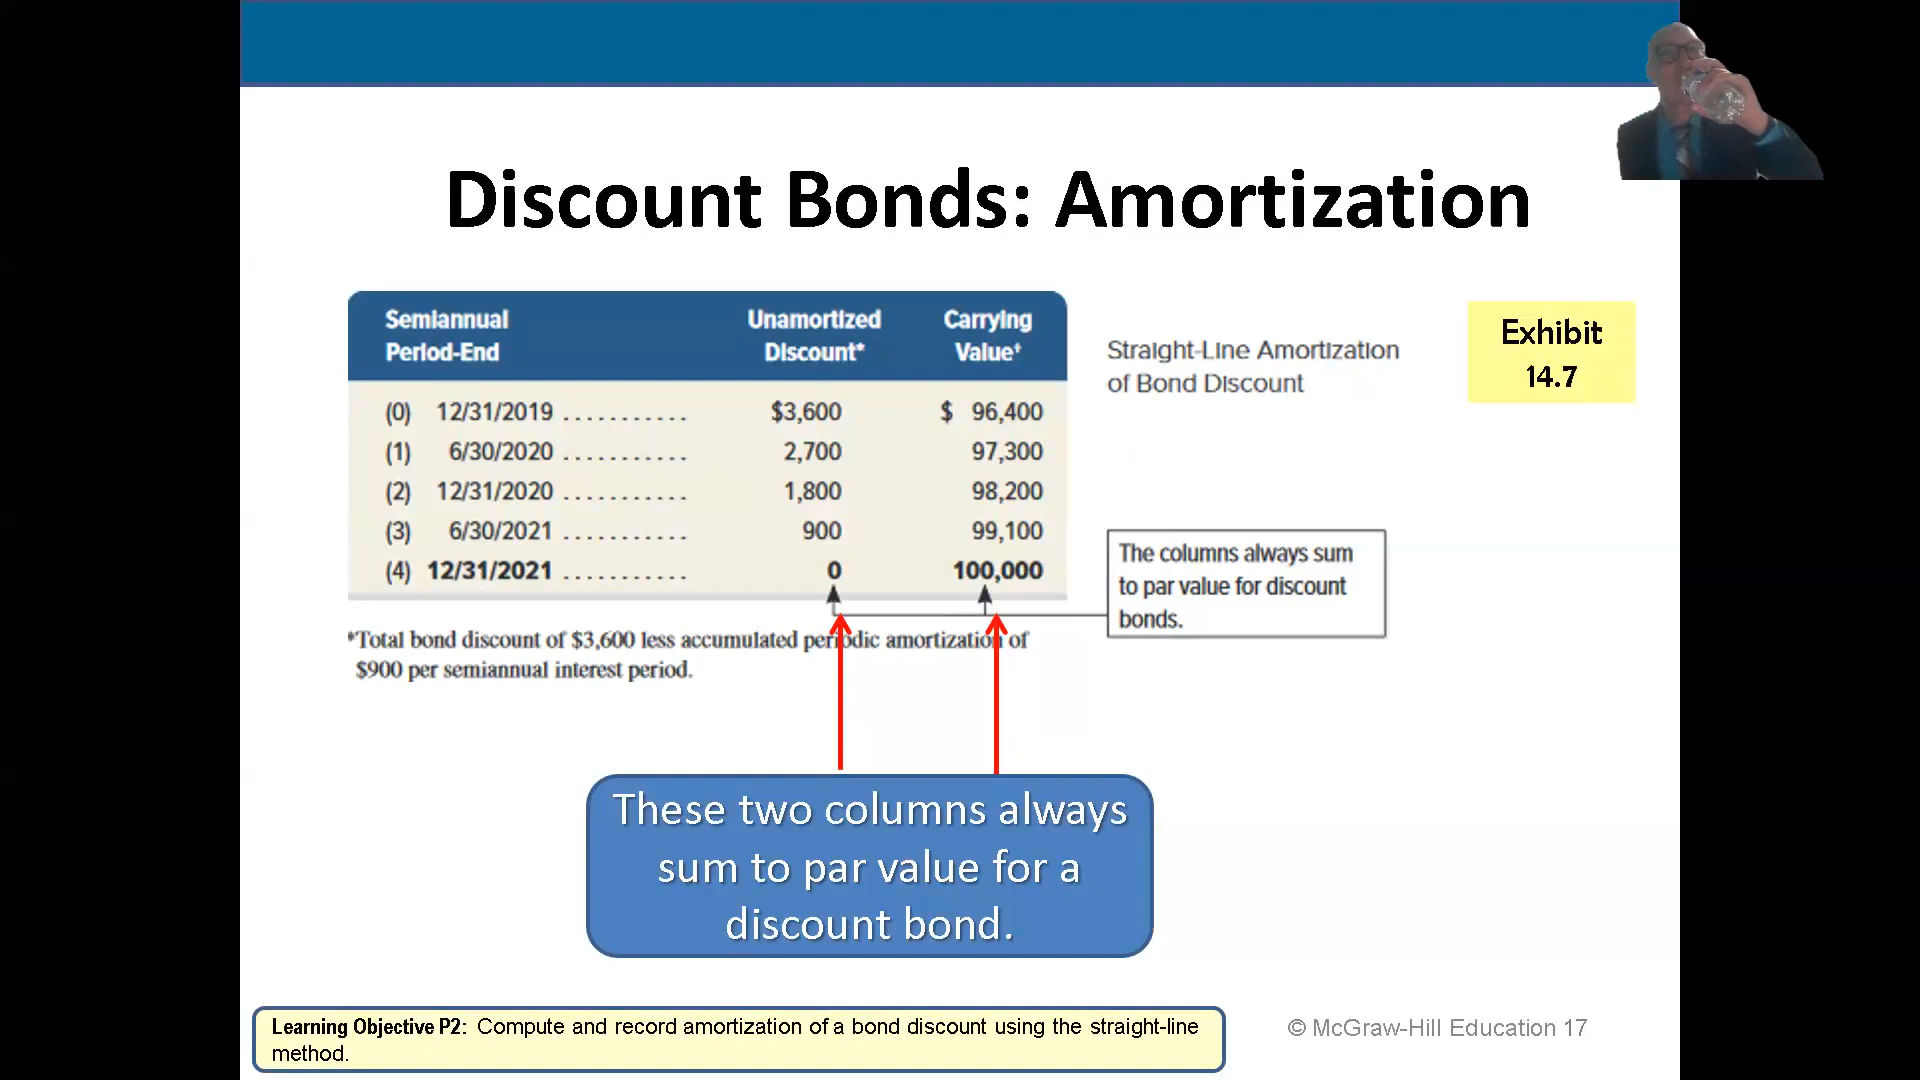 Discount Bonds: Amortization
Semiannual Period-End Unamortized Discount* Carrying Value†
(0) 12/31/2019 ........... $3,600 $ 96,400
(1) 6/30/2020 ........... 2,700 97,300
(2) 12/31/2020 ........... 1,800 98,200
(3) 6/30/2021 ........... 900 99,100
(4) 12/31/2021 ........... 0 100,000
*Total bond discount of $3,600 less accumulated periodic amortization of
$900 per semiannual interest period.
Straight-Line Amortization
of Bond Discount
Exhibit
14.7
The columns always sum
to par value for discount
bonds.
These two columns always
sum to par value for a
discount bond.
Learning Objective P2: Compute and record amortization of a bond discount using the straight-line
method.
© McGraw-Hill Education 17